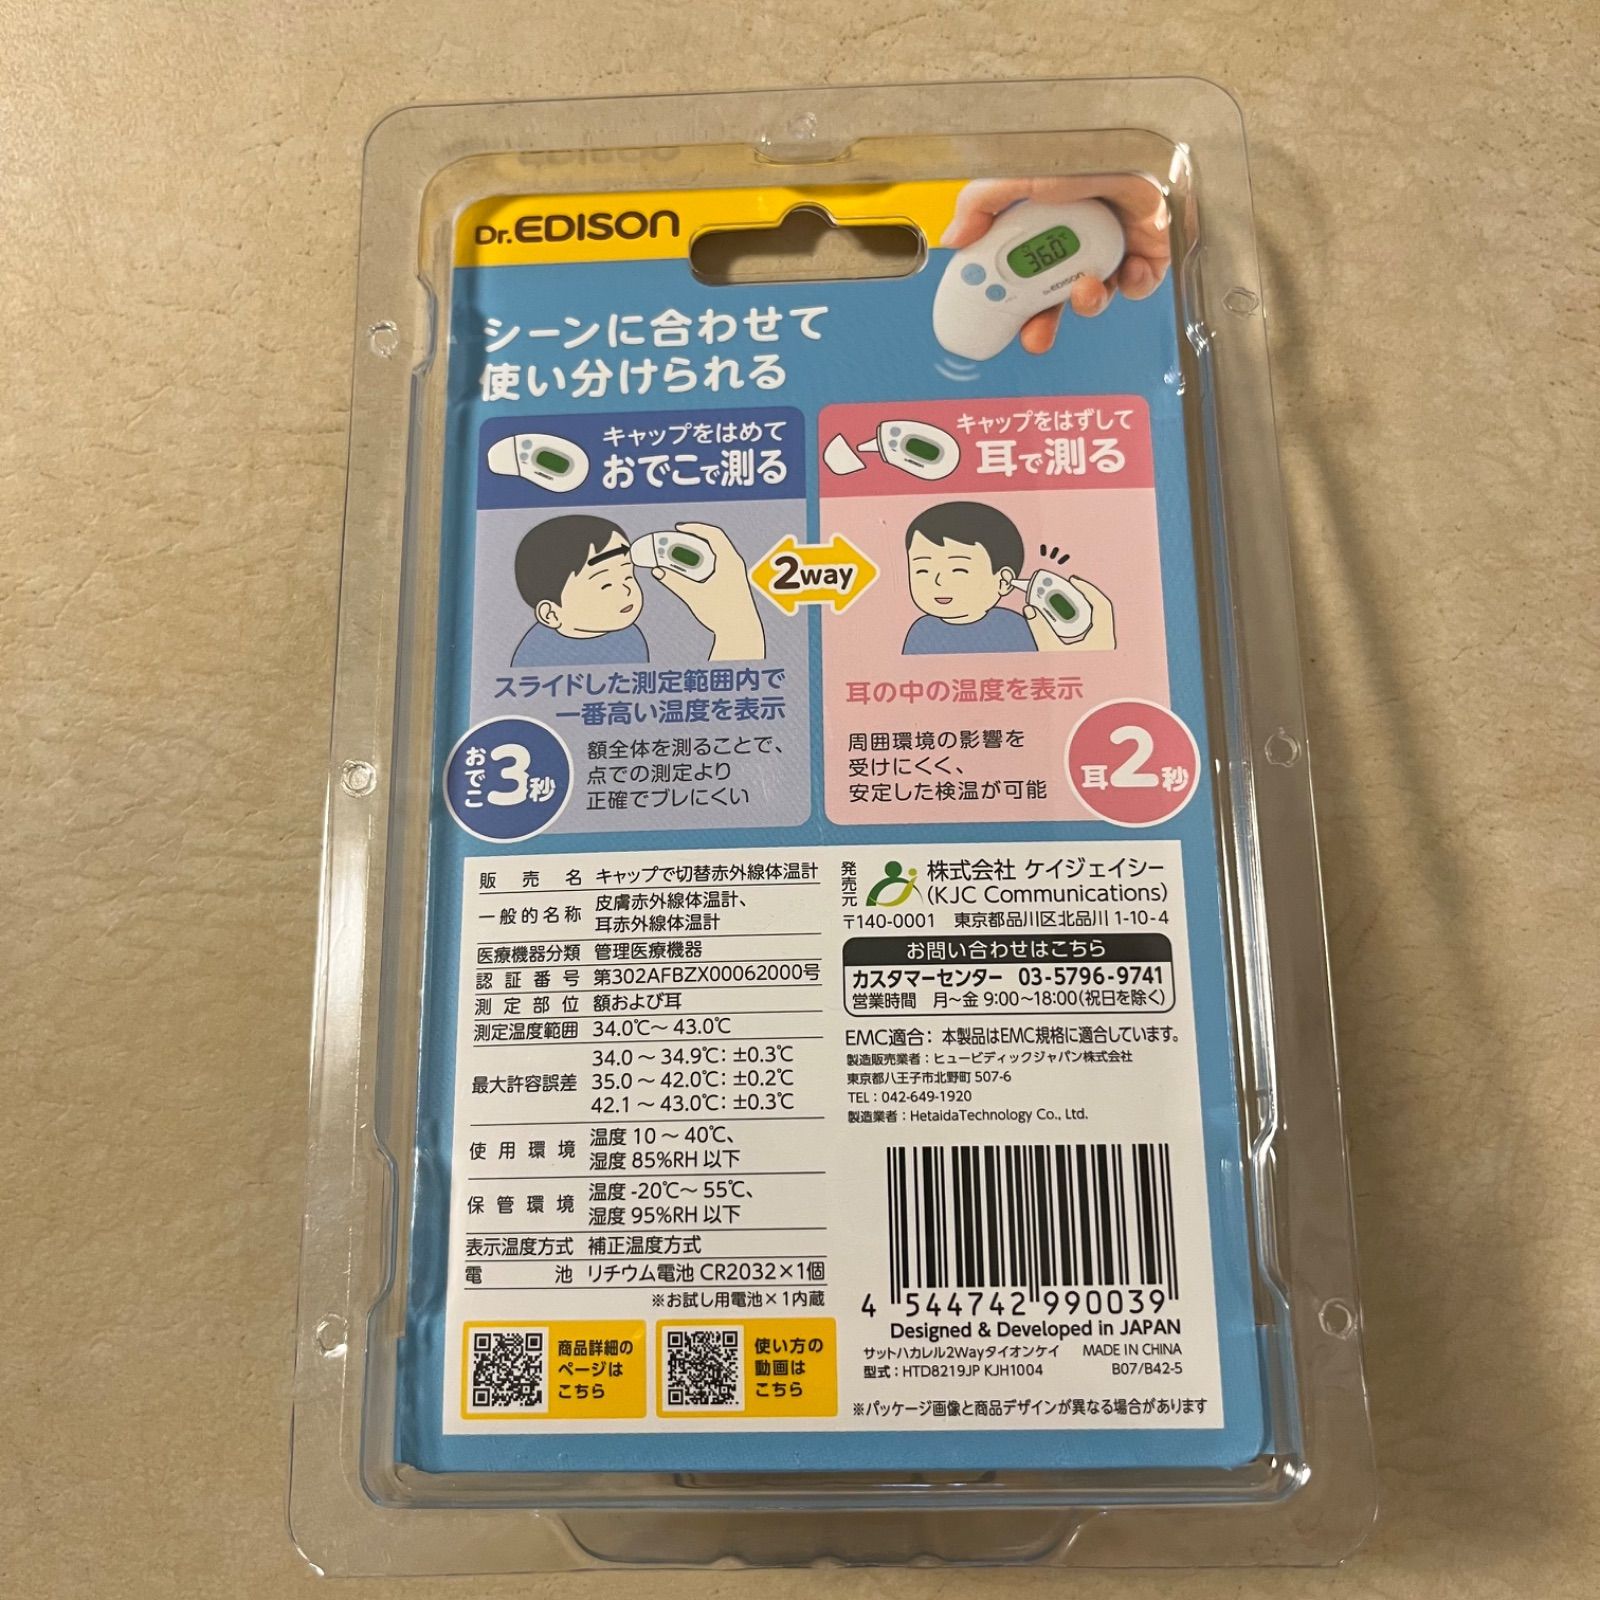 Dr.EDISON
36.0℃
Dr.EDISON
シーンに合わせて
使い分けられる
キャップをはめて
おでこで測る
キャップをはずして
耳で測る
2way
スライドした測定範囲内で
一番高い温度を表示
おでこ3秒
額全体を測ることで、
点での測定より
正確でブレにくい
耳の中の温度を表示
周囲環境の影響を
受けにくく、
安定した検温が可能
耳2秒
販売名 キャップで切替赤外線体温計
一般的名称 皮膚赤外線体温計、
耳赤外線体温計
医療機器分類 管理医療機器
認証番号 第302AFBZX00062000号
測定部位 額および耳
測定温度範囲 34.0℃〜43.0℃
最大許容誤差 34.0〜34.9℃:±0.3℃
35.0〜42.0℃:±0.2℃
42.1〜43.0℃:±0.3℃
使用環境 温度10〜40℃、
湿度85%RH以下
保管環境 温度-20℃〜55℃、
湿度95%RH以下
表示温度方式 補正温度方式
電池 リチウム電池 CR2032×1個
※お試し用電池×1内蔵
商品詳細の
ページは
こちら
使い方の
動画は
こちら
発売元
株式会社 ケイジェイシー
(KJC Communications)
〒140-0001 東京都品川区北品川1-10-4
お問い合わせはこちら
カスタマーセンター 03-5796-9741
営業時間 月〜金 9:00〜18:00(祝日を除く)
EMC適合:本製品はEMC規格に適合しています。
製造販売業者:ヒュービディックジャパン株式会社
東京都八王子市北野町507-6
TEL:042-649-1920
製造業者:HetaidaTechnology Co., Ltd.
4 544742 990039
Designed & Developed in JAPAN
サットハカレル2Wayタイオンケイ MADE IN CHINA
型式:HTD8219JP KJH1004 B07/B42-5
※パッケージ画像と商品デザインが異なる場合があります